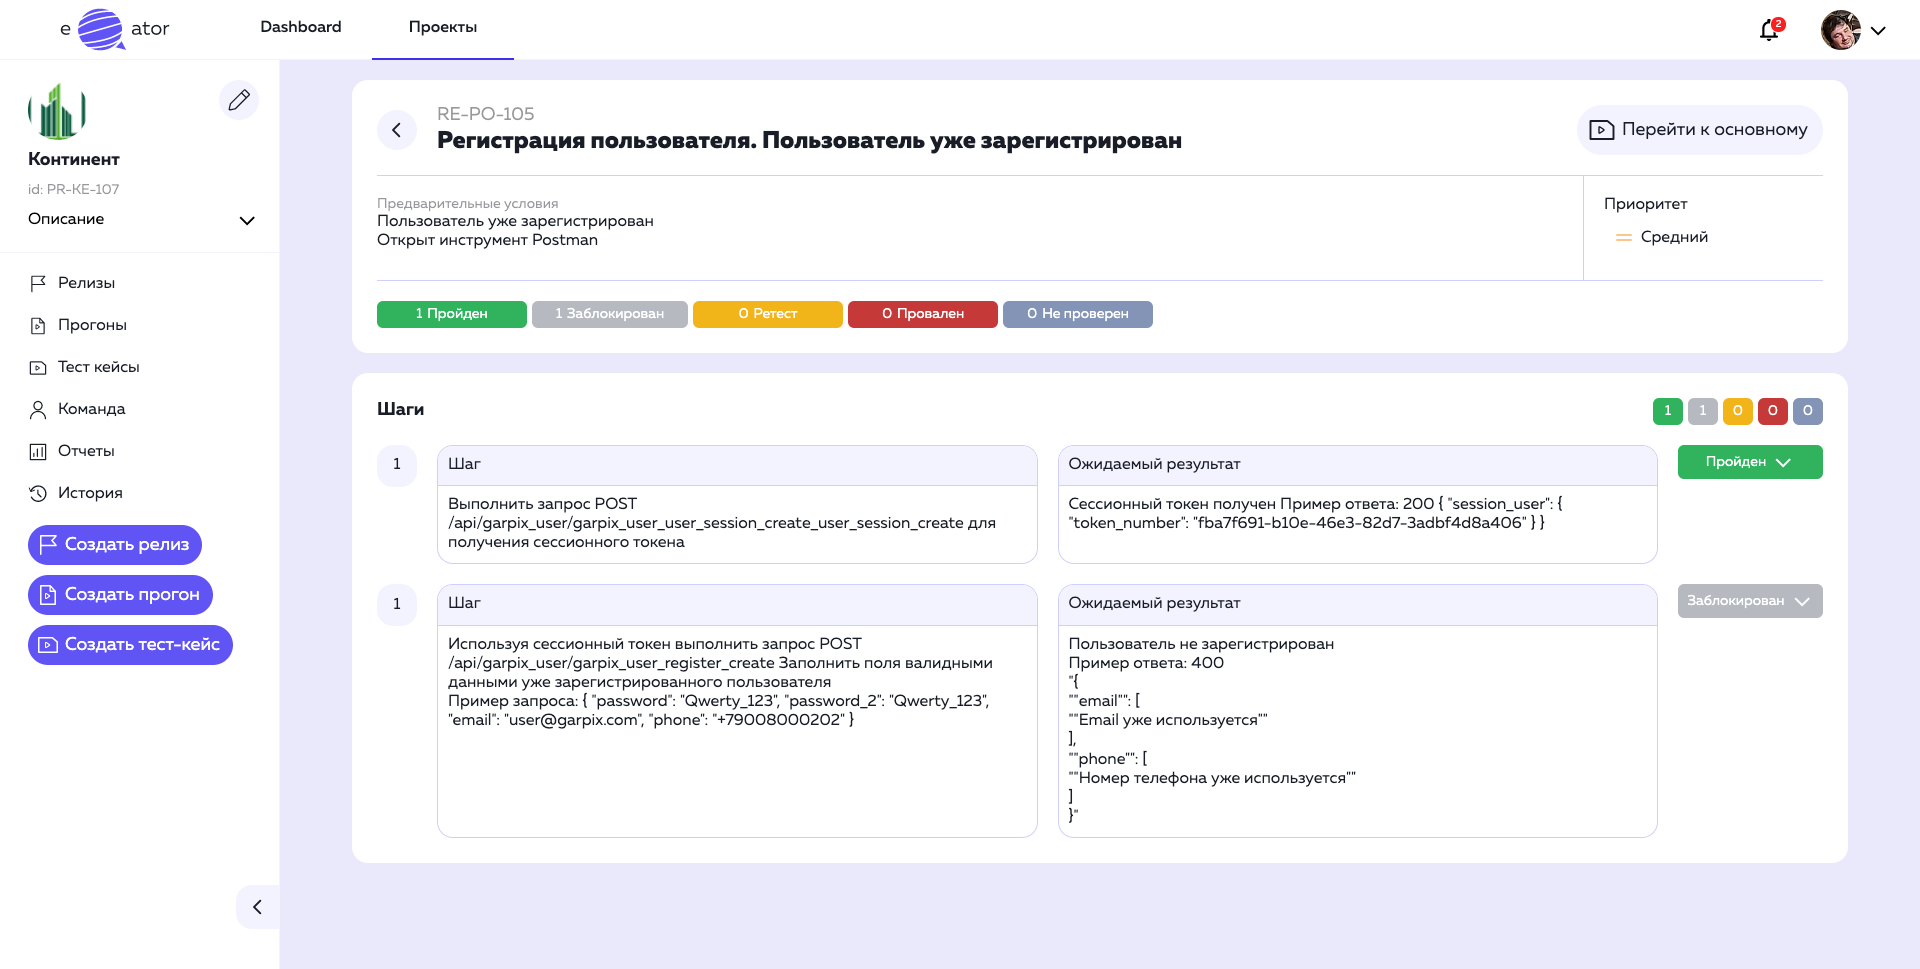 e ator
Dashboard
Проекты
2
Континент
id: PR-KE-107
Описание
Релизы
Прогоны
Тест кейсы
Команда
Отчеты
История
Создать релиз
Создать прогон
Создать тест-кейс
RE-PO-105
Регистрация пользователя. Пользователь уже зарегистрирован
Перейти к основному
Предварительные условия
Пользователь уже зарегистрирован
Открыт инструмент Postman
Приоритет
Средний
1 Пройден
1 Заблокирован
0 Ретест
0 Провален
0 Не проверен
Шаги
1 1 0 0 0
1
Шаг
Выполнить запрос POST
/api/garpix_user/garpix_user_user_session_create_user_session_create для
получения сессионного токена
Ожидаемый результат
Сессионный токен получен Пример ответа: 200 { "session_user": {
"token_number": "fba7f691-b10e-46e3-82d7-3adbf4d8a406" } }
Пройден
1
Шаг
Используя сессионный токен выполнить запрос POST
/api/garpix_user/garpix_user_register_create Заполнить поля валидными
данными уже зарегистрированного пользователя
Пример запроса: { "password": "Qwerty_123", "password_2": "Qwerty_123",
"email": "user@garpix.com", "phone": "+79008000202" }
Ожидаемый результат
Пользователь не зарегистрирован
Пример ответа: 400
"{
""email"": [
""Email уже используется""
],
""phone"": [
""Номер телефона уже используется""
]
}"
Заблокирован